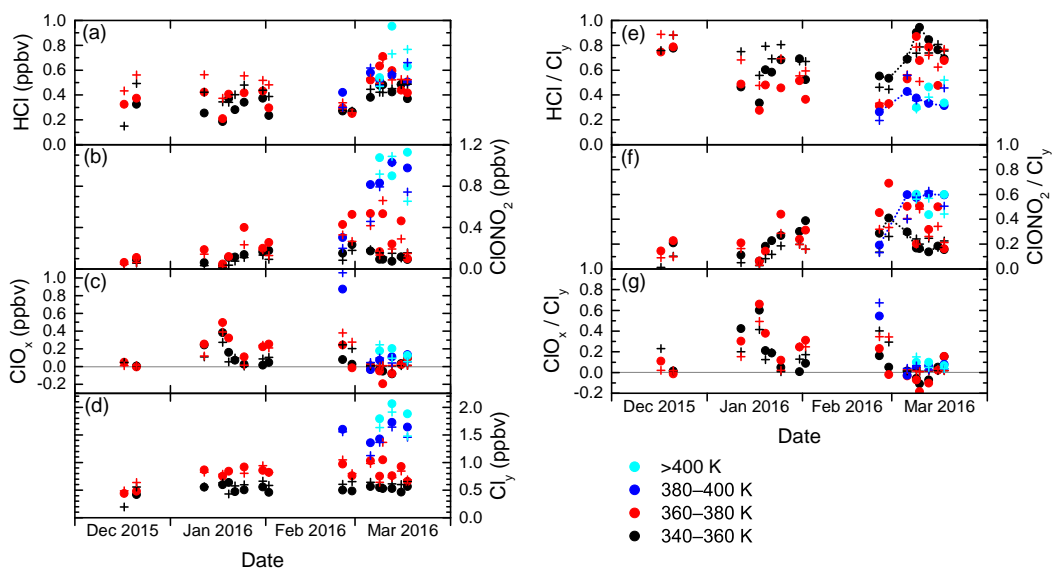 (a)
HCl (ppbv)
1.0
0.8
0.6
0.4
0.2
0.0
(b)
ClONO2 (ppbv)
1.2
0.8
0.4
0.0
(c)
ClOx (ppbv)
1.0
0.8
0.6
0.4
0.2
0.0
-0.2
(d)
Cly (ppbv)
2.0
1.5
1.0
0.5
0.0
Dec 2015 Jan 2016 Feb 2016 Mar 2016
Date
(e)
HCl / Cly
1.0
0.8
0.6
0.4
0.2
0.0
(f)
ClONO2 / Cly
1.0
0.8
0.6
0.4
0.2
0.0
(g)
ClOx / Cly
1.0
0.8
0.6
0.4
0.2
0.0
-0.2
Dec 2015 Jan 2016 Feb 2016 Mar 2016
Date
>400 K
380–400 K
360–380 K
340–360 K